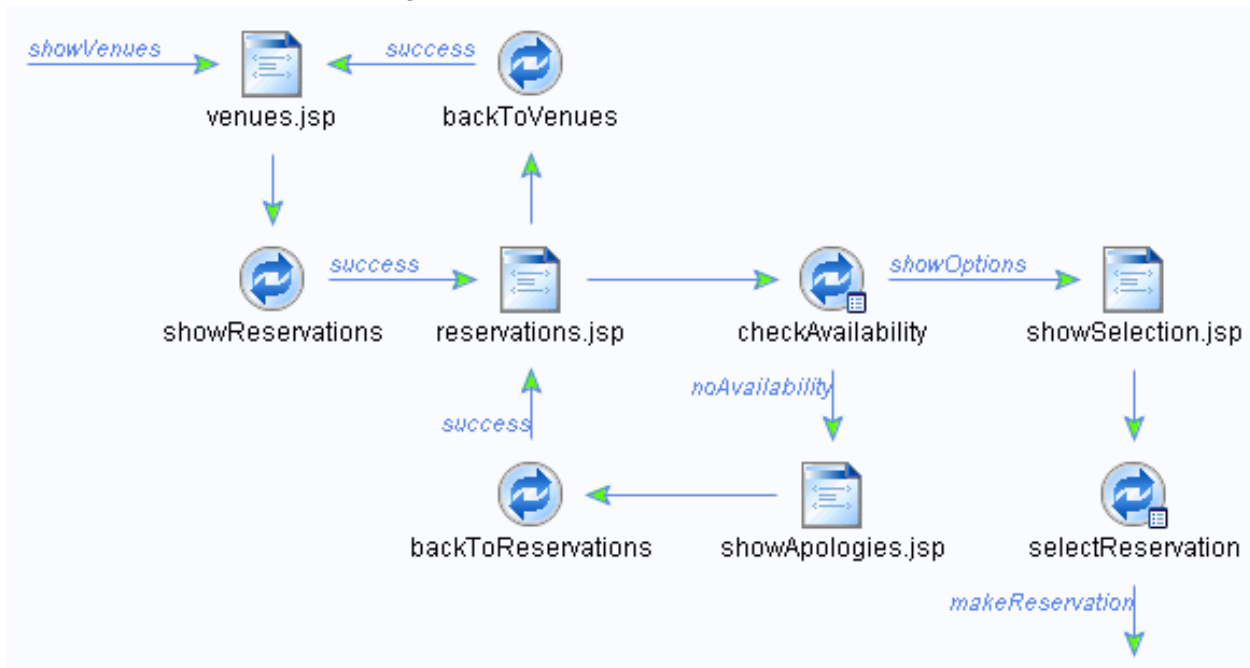 showVenues
success
venues.jsp
backToVenues
success
showOptions
showReservations
reservations.jsp
checkAvailability
showSelection.jsp
noAvailability
success
backToReservations
showApologies.jsp
selectReservation
makeReservation